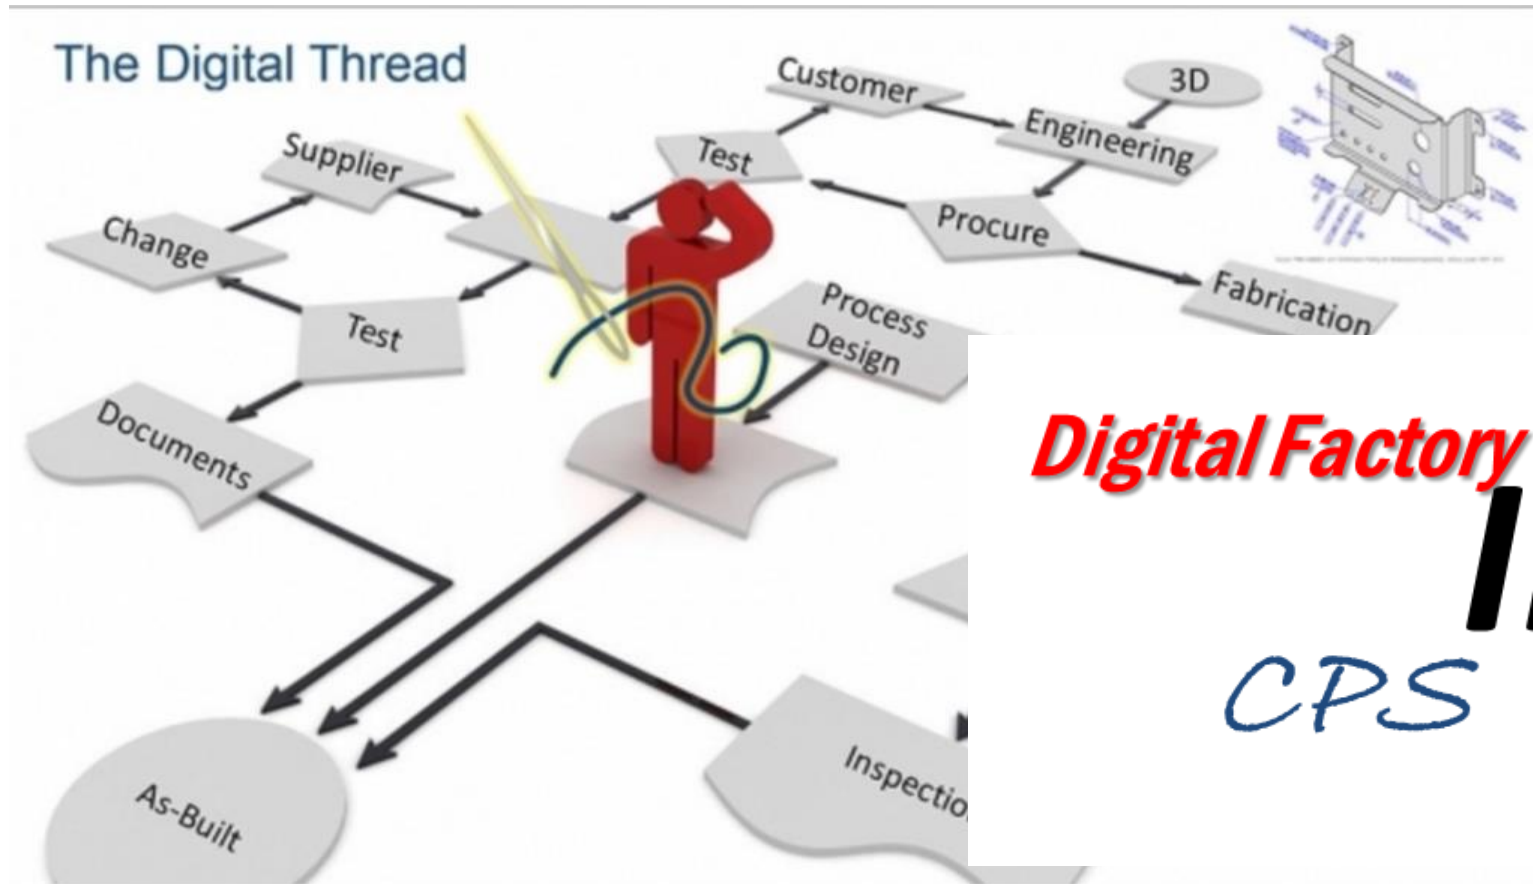 The Digital Thread
Customer
3D
Supplier
Test
Engineering
Change
Procure
Test
Process
Design
Fabrication
Documents
Digital Factory
CPS
As-Built